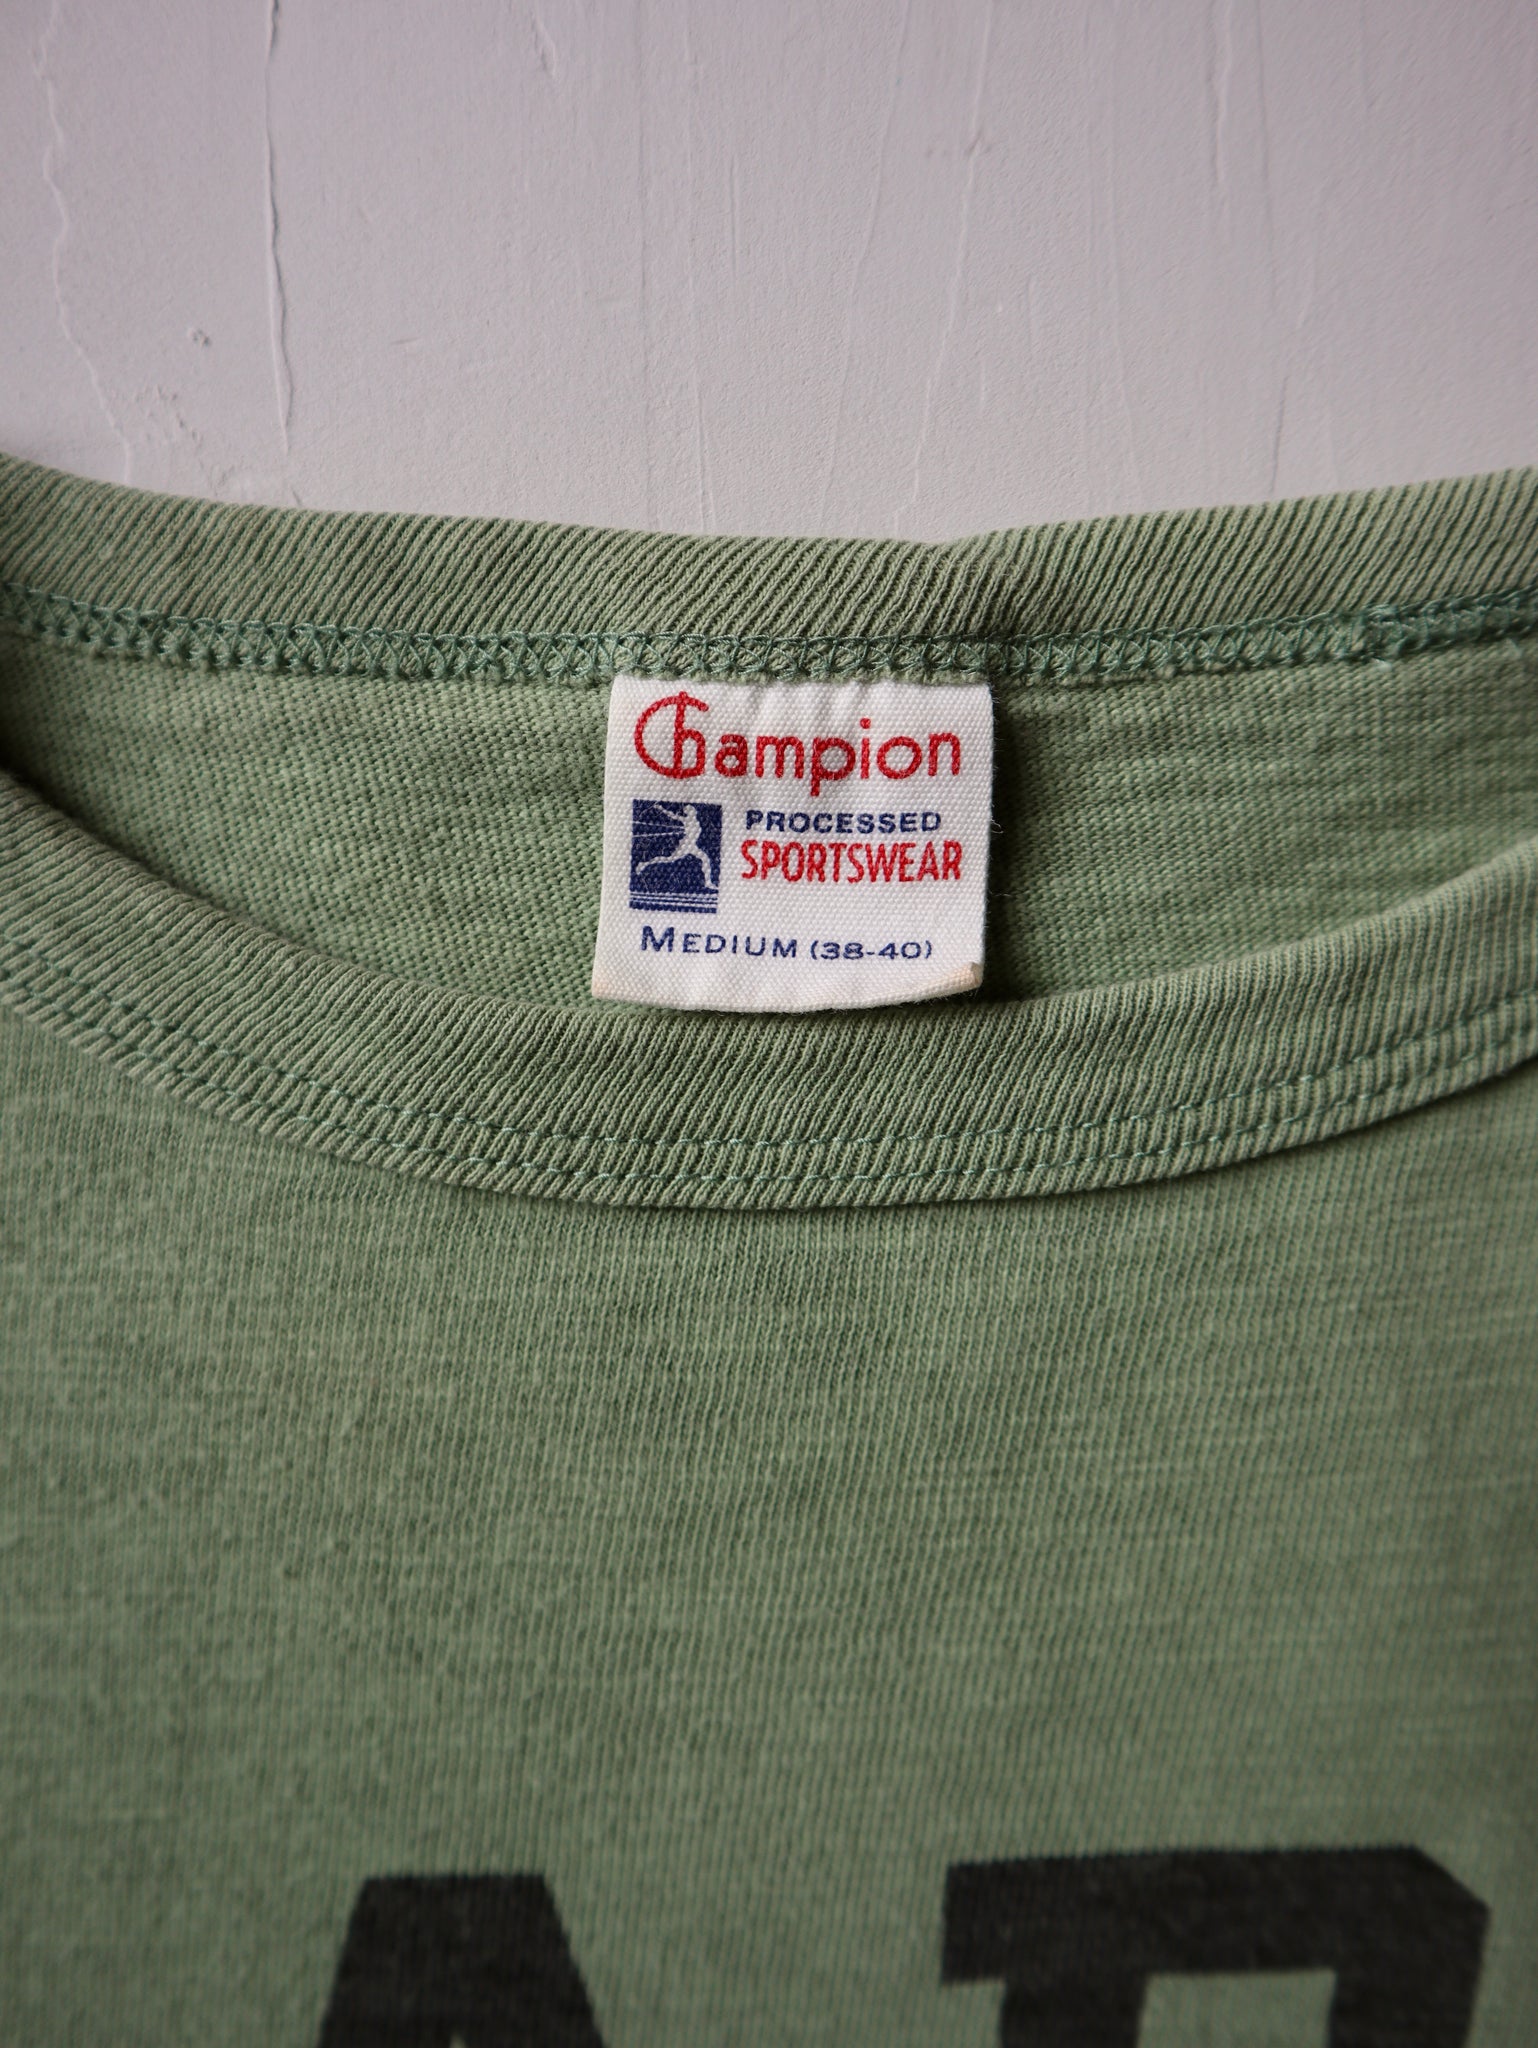 Champion
PROCESSED
SPORTSWEAR
MEDIUM (38-40)